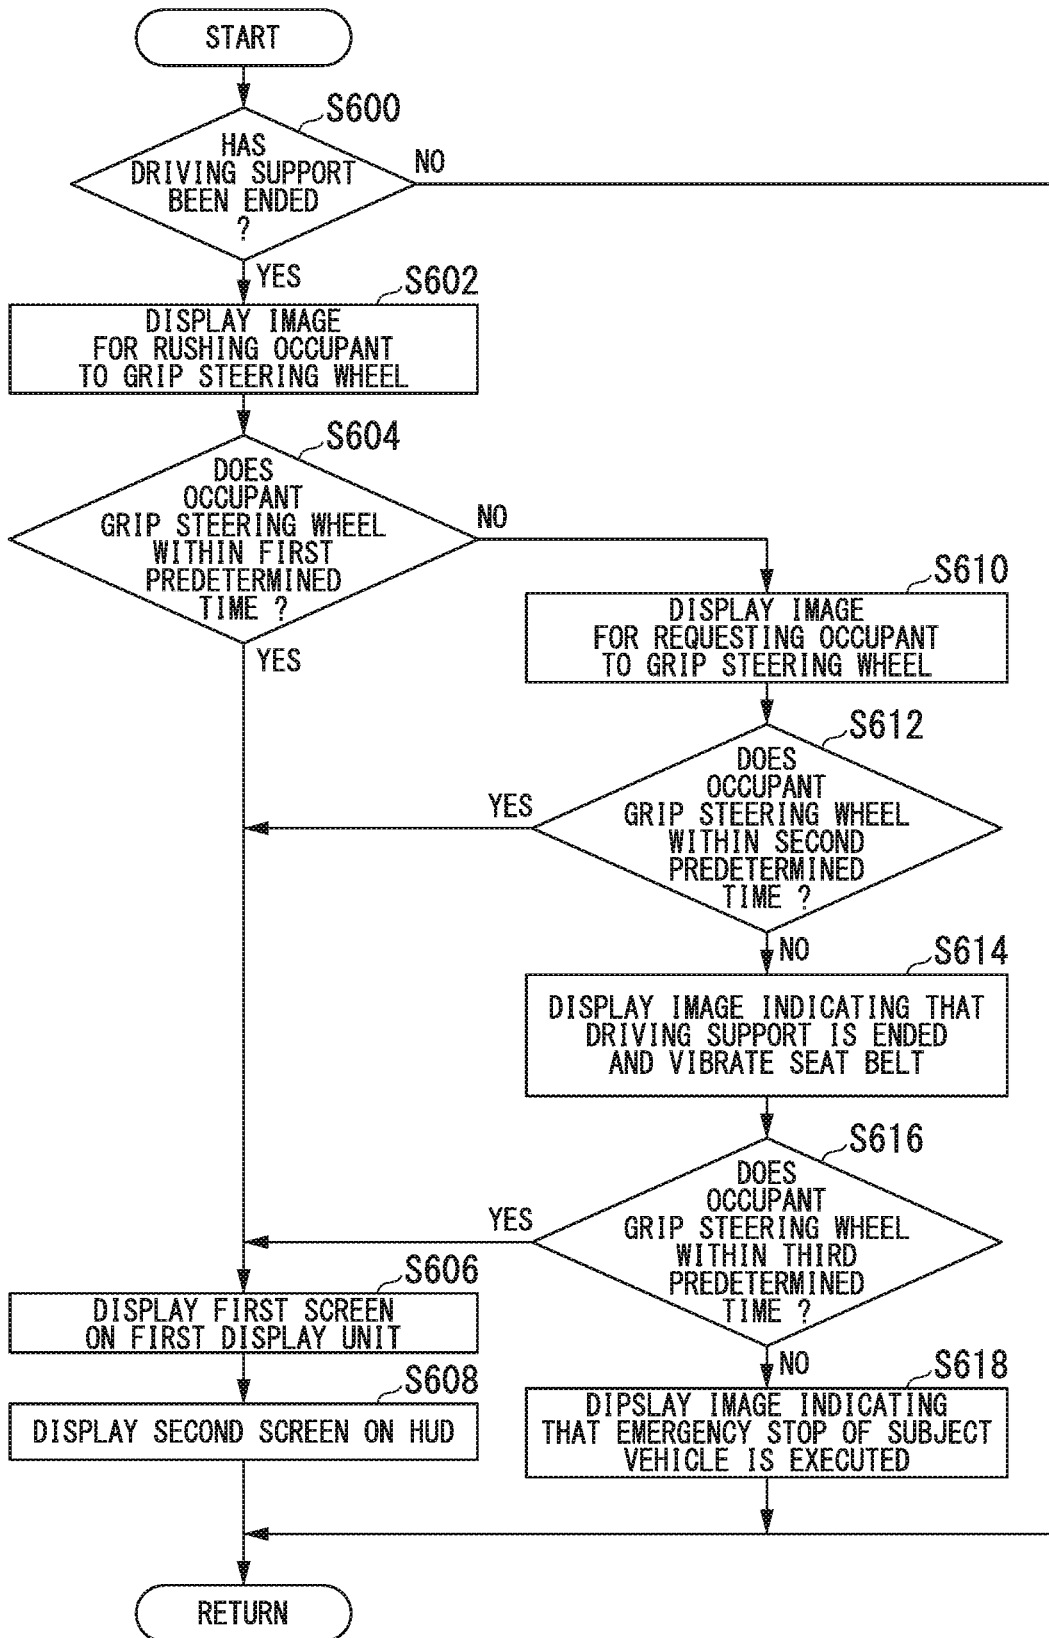 START
S600
HAS
DRIVING SUPPORT
BEEN ENDED
?
NO
YES
S602
DISPLAY IMAGE
FOR RUSHING OCCUPANT
TO GRIP STEERING WHEEL
S604
DOES
OCCUPANT
GRIP STEERING WHEEL
WITHIN FIRST
PREDETERMINED
TIME ?
NO
YES
S610
DISPLAY IMAGE
FOR REQUESTING OCCUPANT
TO GRIP STEERING WHEEL
S612
DOES
OCCUPANT
GRIP STEERING WHEEL
WITHIN SECOND
PREDETERMINED
TIME ?
YES
NO
S614
DISPLAY IMAGE INDICATING THAT
DRIVING SUPPORT IS ENDED
AND VIBRATE SEAT BELT
S616
DOES
OCCUPANT
GRIP STEERING WHEEL
WITHIN THIRD
PREDETERMINED
TIME ?
YES
NO
S606
DISPLAY FIRST SCREEN
ON FIRST DISPLAY UNIT
S608
DISPLAY SECOND SCREEN ON HUD
S618
DIPSLAY IMAGE INDICATING
THAT EMERGENCY STOP OF SUBJECT
VEHICLE IS EXECUTED
RETURN